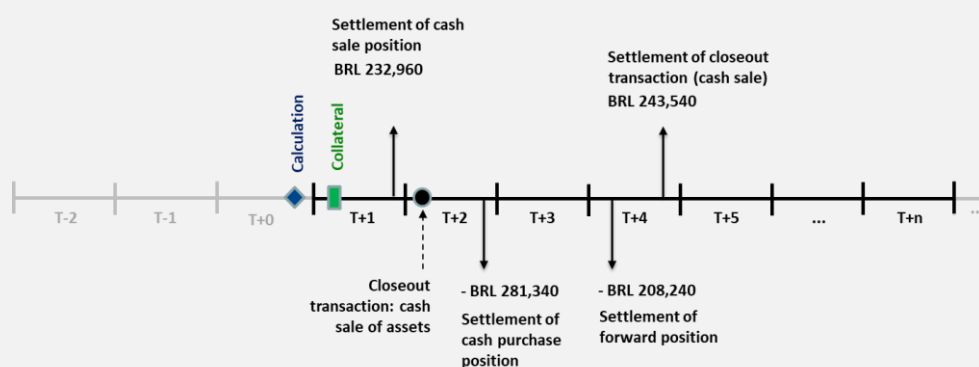 Settlement of cash
sale position
BRL 232,960
Settlement of closeout
transaction (cash sale)
BRL 243,540
Calculation
Collateral
T-2
T-1
T+0
T+1
T+2
T+3
T+4
T+5
...
T+n
...
Closeout
transaction: cash
sale of assets
- BRL 281,340
Settlement of
cash purchase
position
- BRL 208,240
Settlement of
forward position